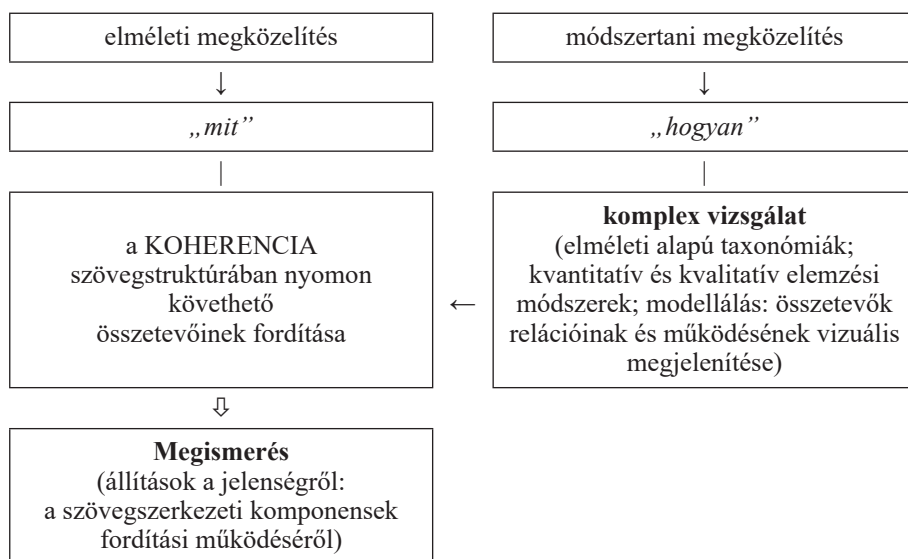 elméleti megközelítés
↓
„mit”
|
a KOHERENCIA
szövegstruktúrában nyomon
követhető
összetevőinek fordítása
⇩
Megismerés
(állítások a jelenségről:
a szövegszerkezeti komponensek
fordítási működéséről)
módszertani megközelítés
↓
„hogyan”
|
komplex vizsgálat
(elméleti alapú taxonómiák;
kvantitatív és kvalitatív elemzési
módszerek; modellálás: összetevők
relációinak és működésének vizuális
megjelenítése)
←